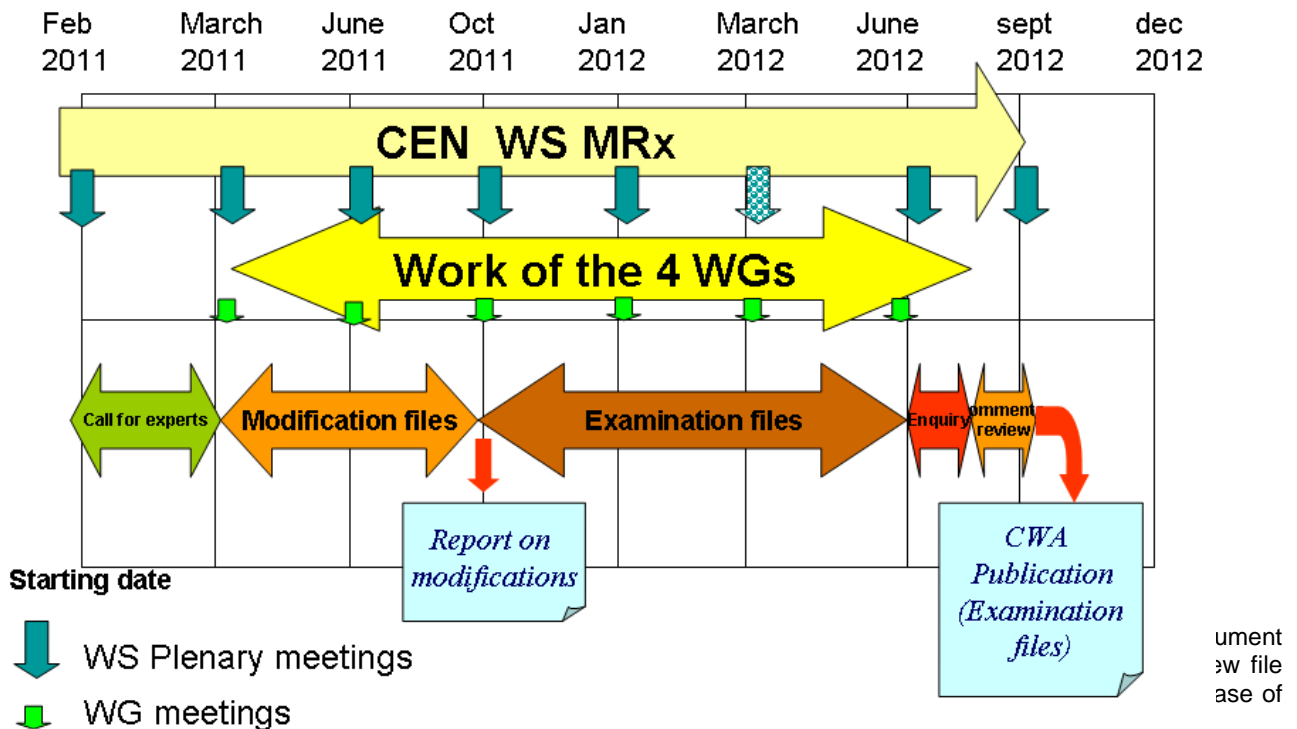 Feb March June Oct Jan March June sept dec
2011 2011 2011 2011 2012 2012 2012 2012 2012
CEN WS MRx
Work of the 4 WGs
Call for experts Modification files Examination files Enquiry omment
review
Report on
modifications
CWA
Publication
(Examination
files)
Starting date
WS Plenary meetings
WG meetings
ument
ew file
ase of